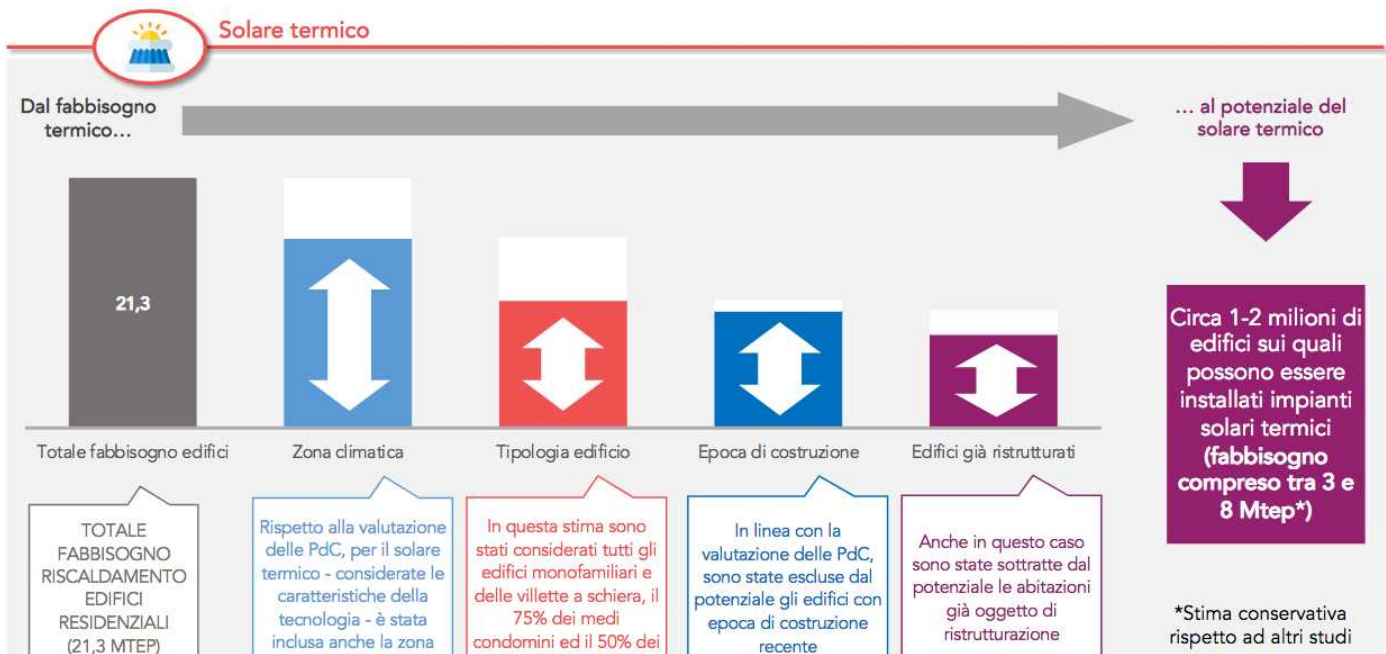 Solare termico
Dal fabbisogno
termico…
… al potenziale del
solare termico
21,3
Circa 1-2 milioni di
edifici sui quali
possono essere
installati impianti
solari termici
(fabbisogno
compreso tra 3 e
8 Mtep*)
Totale fabbisogno edifici
Zona climatica
Tipologia edificio
Epoca di costruzione
Edifici già ristrutturati
TOTALE
FABBISOGNO
RISCALDAMENTO
EDIFICI
RESIDENZIALI
(21,3 MTEP)
Rispetto alla valutazione
delle PdC, per il solare
termico - considerate le
caratteristiche della
tecnologia - è stata
inclusa anche la zona
In questa stima sono
stati considerati tutti gli
edifici monofamiliari e
delle villette a schiera, il
75% dei medi
condomini ed il 50% dei
In linea con la
valutazione delle PdC,
sono state escluse dal
potenziale gli edifici con
epoca di costruzione
recente
Anche in questo caso
sono state sottratte dal
potenziale le abitazioni
già oggetto di
ristrutturazione
*Stima conservativa
rispetto ad altri studi